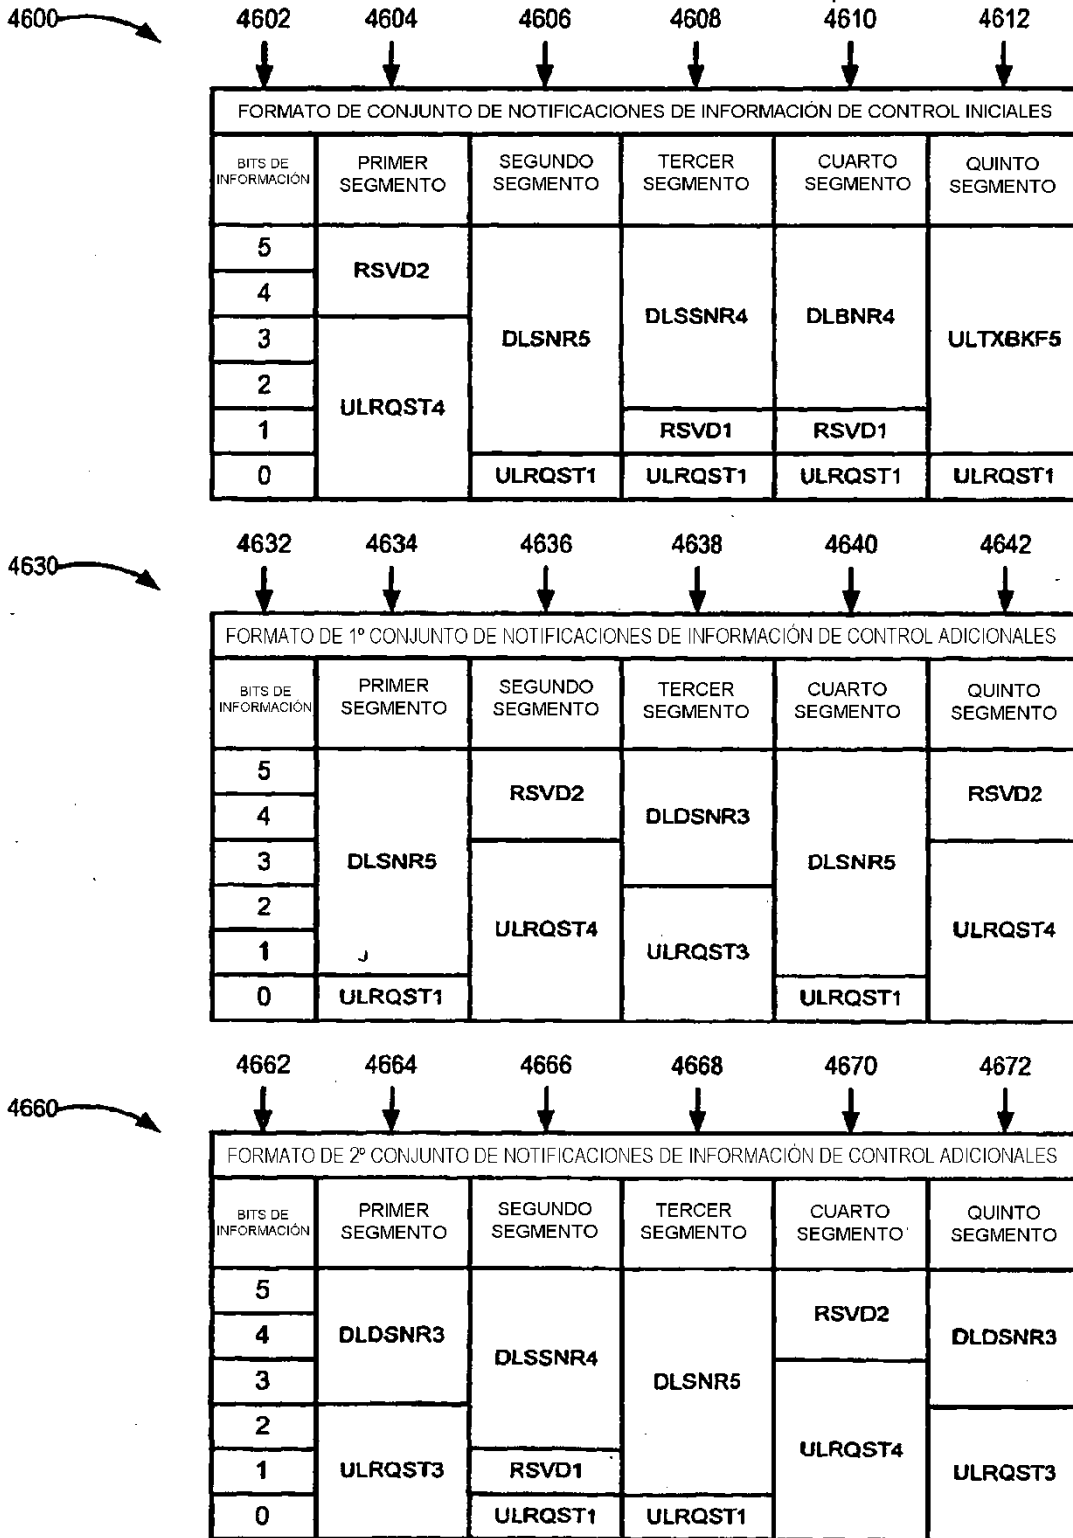 4600 4602 4604 4606 4608 4610 4612
FORMATO DE CONJUNTO DE NOTIFICACIONES DE INFORMACIÓN DE CONTROL INICIALES
BITS DE INFORMACIÓN PRIMER SEGMENTO SEGUNDO SEGMENTO TERCER SEGMENTO CUARTO SEGMENTO QUINTO SEGMENTO
5
RSVD2
4
DLSSNR4 DLBNR4
3 DLSNR5 ULTXBKF5
2
ULRQST4
1 RSVD1 RSVD1
0 ULRQST1 ULRQST1 ULRQST1 ULRQST1
4630 4632 4634 4636 4638 4640 4642
FORMATO DE 1º CONJUNTO DE NOTIFICACIONES DE INFORMACIÓN DE CONTROL ADICIONALES
BITS DE INFORMACIÓN PRIMER SEGMENTO SEGUNDO SEGMENTO TERCER SEGMENTO CUARTO SEGMENTO QUINTO SEGMENTO
5
RSVD2 RSVD2
4 DLDSNR3
3 DLSNR5 DLSNR5
2
ULRQST4 ULRQST4
1 ULRQST3
0 ULRQST1 ULRQST1
4660 4662 4664 4666 4668 4670 4672
FORMATO DE 2º CONJUNTO DE NOTIFICACIONES DE INFORMACIÓN DE CONTROL ADICIONALES
BITS DE INFORMACIÓN PRIMER SEGMENTO SEGUNDO SEGMENTO TERCER SEGMENTO CUARTO SEGMENTO QUINTO SEGMENTO
5
RSVD2
4 DLDSNR3 DLDSNR3
DLSSNR4
3 DLSNR5
2
ULRQST4
1 ULRQST3 RSVD1 ULRQST3
0 ULRQST1 ULRQST1